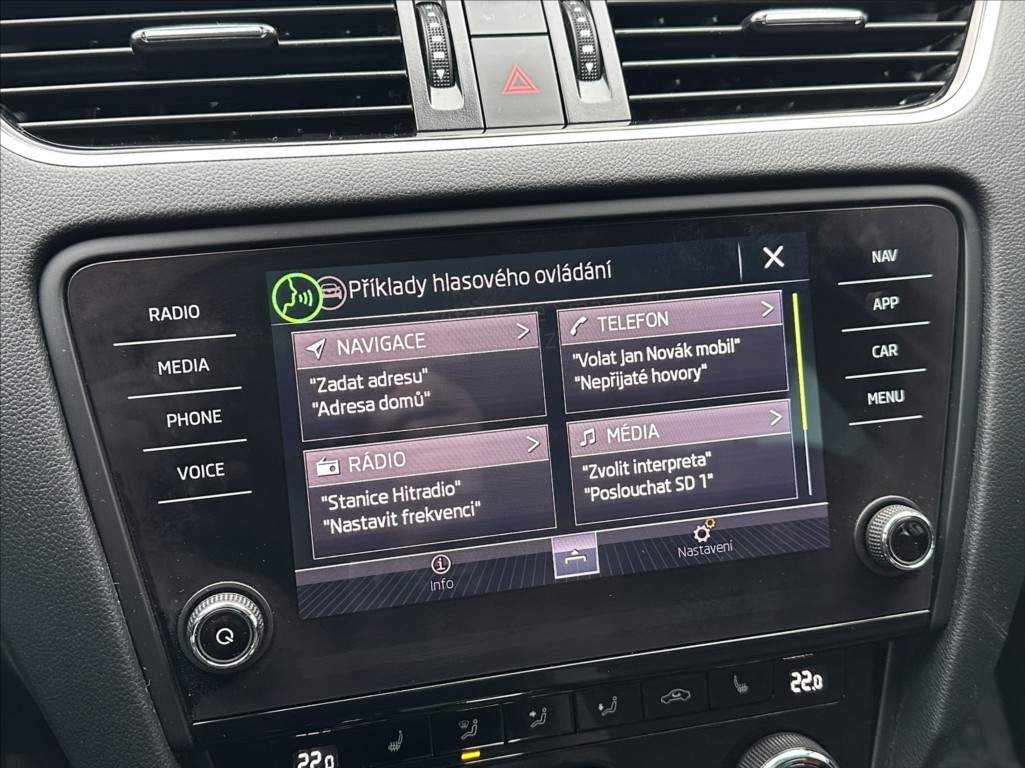 Příklady hlasového ovládání
NAVIGACE
"Zadat adresu"
"Adresa domů"
TELEFON
"Volat Jan Novák mobil"
"Nepřijaté hovory"
RÁDIO
"Stanice Hitradio"
"Nastavit frekvenci"
MÉDIA
"Zvolit interpreta"
"Poslouchat SD 1"
Info
Nastavení
RADIO
MEDIA
PHONE
VOICE
NAV
APP
CAR
MENU
22.0
22.0